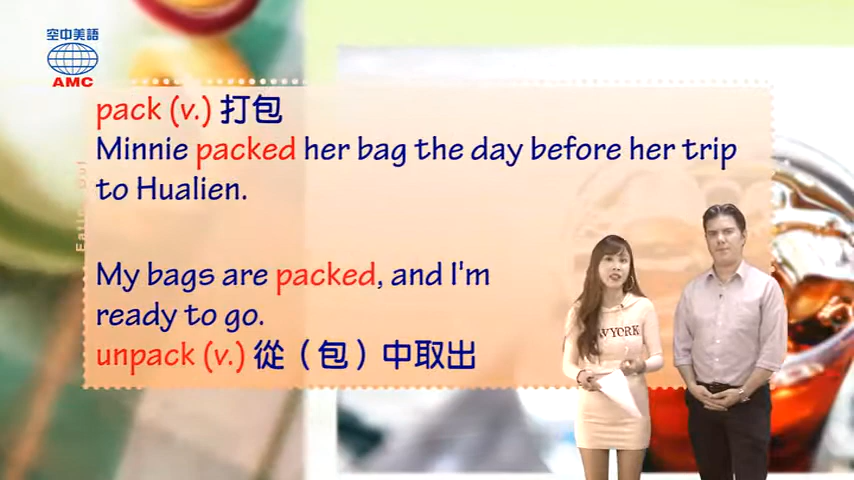 空中美語
AMC
pack (v.) 打包
Minnie packed her bag the day before her trip
to Hualien.
My bags are packed, and I'm
ready to go.
unpack (v.) 從（包）中取出